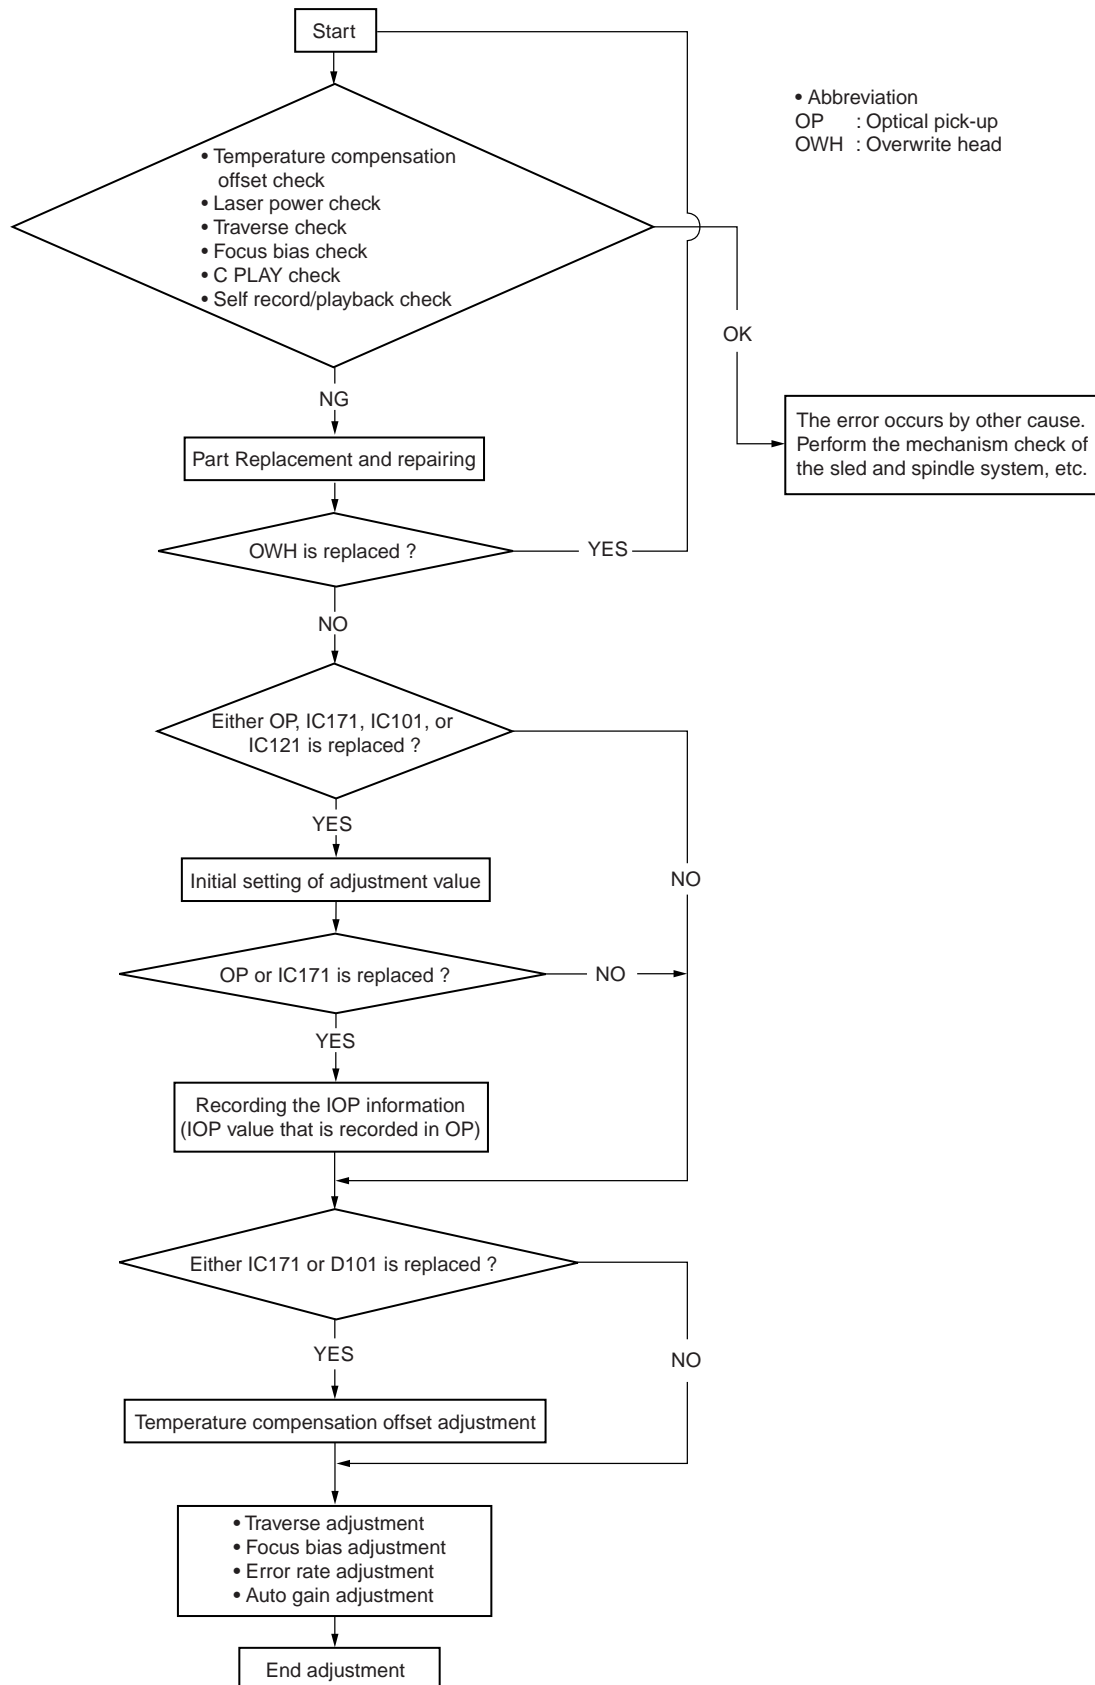 Start
• Abbreviation
OP : Optical pick-up
OWH : Overwrite head
• Temperature compensation
offset check
• Laser power check
• Traverse check
• Focus bias check
• C PLAY check
• Self record/playback check
OK
NG
The error occurs by other cause.
Perform the mechanism check of
the sled and spindle system, etc.
Part Replacement and repairing
OWH is replaced ?
YES
NO
Either OP, IC171, IC101, or
IC121 is replaced ?
YES
NO
Initial setting of adjustment value
OP or IC171 is replaced ?
NO
YES
Recording the IOP information
(IOP value that is recorded in OP)
Either IC171 or D101 is replaced ?
YES
NO
Temperature compensation offset adjustment
• Traverse adjustment
• Focus bias adjustment
• Error rate adjustment
• Auto gain adjustment
End adjustment